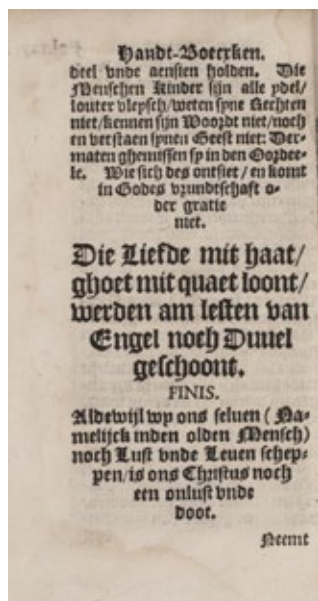 Handt-Boecxken.
deel vnde aensien holden. Die
Menschen Kinder sijn alle ydel/
louter vleysch/weten syne Rechten
niet/kennen sijn Woordt niet/noch
en verstaen synen Geest niet: Der-
maten ghemissen sy in den Oordee-
le. Wie sich des ontsiet/en komt
in Godes vrundtschaft o-
der gratie
niet.
Die Liefde mit haat/
ghoet mit quaet loont/
werden am lesten van
Engel noch Duuel
geschoont.
FINIS.
Aldewijl wy ons seluen (Na-
melijck inden olden Mensch)
noch Lust vnde Leuen schep-
pen/is ons Christus noch
een onlust vnde
doot.
Neemt